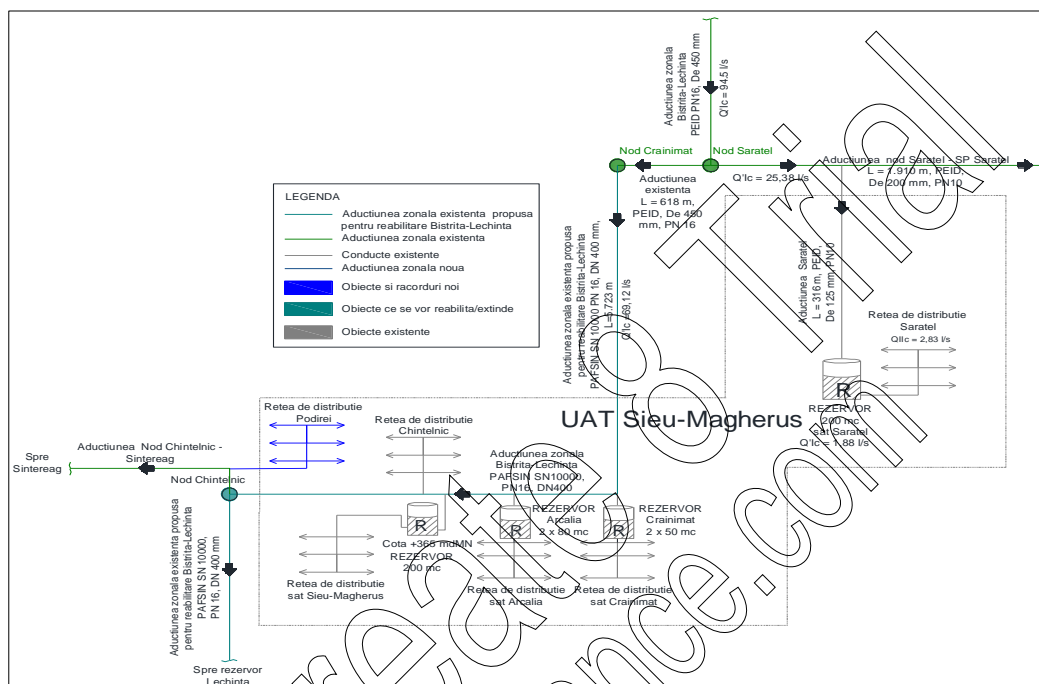 Aductiunea zonala
Bistrita-Lechinta
PEID PN16, De 450 mm
Q'Ic = 94.5 l/s
Nod Crainimat
Nod Saratel
Aductiunea
existenta
L = 618 m,
PEID, De 450
mm, PN 16
Q'Ic = 25,38 l/s
Aductiunea nod Saratel - SP Saratel
L = 1.910 m, PEID,
De 200 mm, PN10
LEGENDA
Aductiunea zonala existenta propusa
pentru reabilitare Bistrita-Lechinta
Aductiunea zonala existenta
Conducte existente
Aductiunea zonala noua
Obiecte si racorduri noi
Obiecte ce se vor reabilita/extinde
Obiecte existente
Aductiunea zonala existenta propusa
pentru reabilitare Bistrita-Lechinta
PAFSIN SN 10000 PN 16, DN 400 mm,
L=5.723 m
Q'Ic =69,12 l/s
Aductiunea Saratel
L = 316 m, PEID,
De 125 mm, PN10
Retea de distributie
Saratel
QIIc = 2,83 l/s
R
REZERVOR
200 mc
sat Saratel
Q'Ic = 1,88 l/s
UAT Sieu-Magherus
Retea de distributie
Podirei
Retea de distributie
Chintelnic
Aductiunea Nod Chintelnic -
Sintereag
Spre
Sintereag
Nod Chintelnic
Aductiunea zonala
Bistrita-Lechinta
PAFSIN SN10000,
PN16, DN400
R
Cota +368 mdMN
REZERVOR
200 mc
R
REZERVOR
Arcalia
2 x 80 mc
R
REZERVOR
Crainimat
2 x 50 mc
Retea de distributie
sat Sieu-Magherus
Retea de distributie
sat Arcalia
Retea de distributie
sat Crainimat
Aductiunea zonala existenta propusa
pentru reabilitare Bistrita-Lechinta
PAFSIN SN 10000,
PN 16, DN 400 mm
Spre rezervor
Lechinta
8 Trial